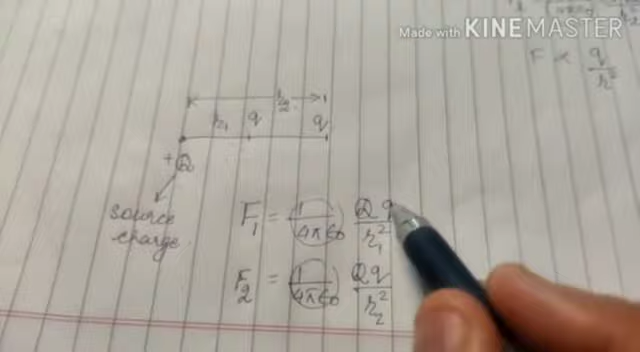 Made with KINEMASTER
F ∝ q/r²
r₂
r₁ q q
+Q
source
charge.
F₁ = 1/4πε₀ Qq/r₁²
F₂ = 1/4πε₀ Qq/r₂²